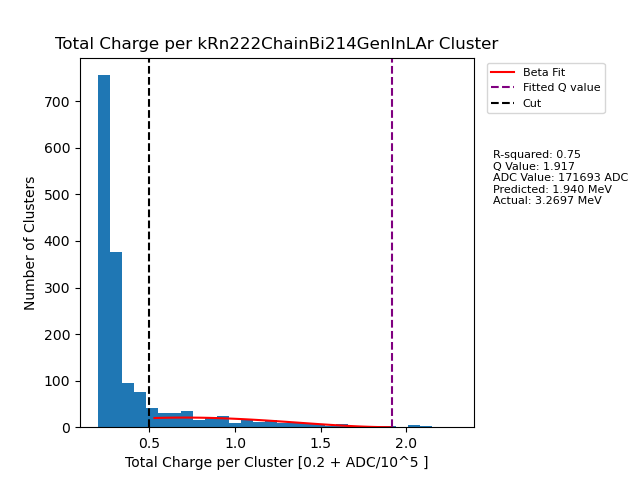 Total Charge per kRn222ChainBi214GenInLAr Cluster
Beta Fit
Fitted Q value
Cut
R-squared: 0.75
Q Value: 1.917
ADC Value: 171693 ADC
Predicted: 1.940 MeV
Actual: 3.2697 MeV
Number of Clusters
700
600
500
400
300
200
100
0
0.5 1.0 1.5 2.0
Total Charge per Cluster [0.2 + ADC/10^5 ]